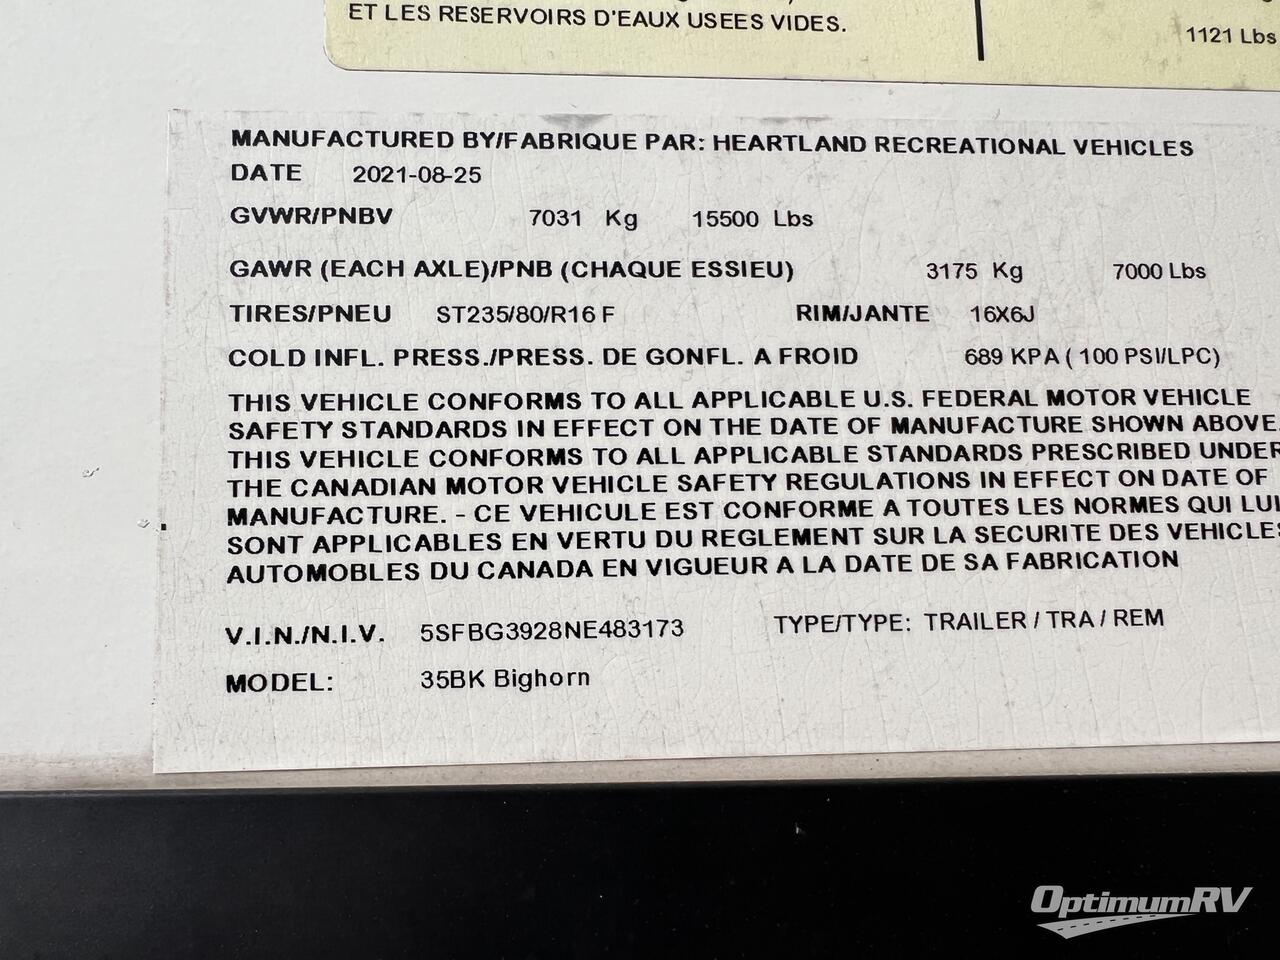 ET LES RESERVOIRS D'EAUX USEES VIDES.
1121 Lbs
MANUFACTURED BY/FABRIQUE PAR: HEARTLAND RECREATIONAL VEHICLES
DATE 2021-08-25
GVWR/PNBV 7031 Kg 15500 Lbs
GAWR (EACH AXLE)/PNB (CHAQUE ESSIEU) 3175 Kg 7000 Lbs
TIRES/PNEU ST235/80/R16 F RIM/JANTE 16X6J
COLD INFL. PRESS./PRESS. DE GONFL. A FROID 689 KPA ( 100 PSI/LPC)
THIS VEHICLE CONFORMS TO ALL APPLICABLE U.S. FEDERAL MOTOR VEHICLE
SAFETY STANDARDS IN EFFECT ON THE DATE OF MANUFACTURE SHOWN ABOVE.
THIS VEHICLE CONFORMS TO ALL APPLICABLE STANDARDS PRESCRIBED UNDER
THE CANADIAN MOTOR VEHICLE SAFETY REGULATIONS IN EFFECT ON DATE OF
MANUFACTURE. - CE VEHICULE EST CONFORME A TOUTES LES NORMES QUI LUI
SONT APPLICABLES EN VERTU DU REGLEMENT SUR LA SECURITE DES VEHICLES
AUTOMOBLES DU CANADA EN VIGUEUR A LA DATE DE SA FABRICATION
V.I.N./N.I.V. 5SFBG3928NE483173 TYPE/TYPE: TRAILER / TRA / REM
MODEL: 35BK Bighorn
OptimumRV